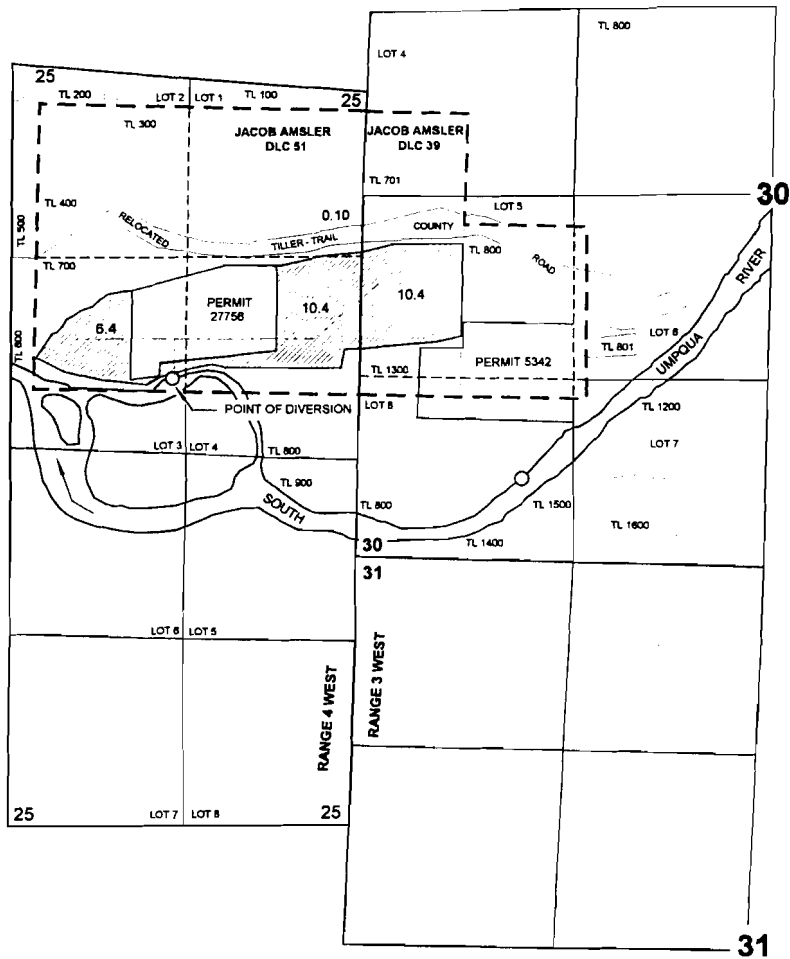 TL 800
LOT 4
25
TL 200
LOT 2
LOT 1
TL 100
25
TL 300
JACOB AMSLER
DLC 51
JACOB AMSLER
DLC 39
TL 701
30
TL 400
LOT 5
0.10
RELOCATED
TILLER - TRAIL
COUNTY
ROAD
TL 500
TL 800
TL 700
RIVER
PERMIT
27756
10.4
10.4
6.4
LOT 6
UMPQUA
TL 801
PERMIT 5342
TL 1300
POINT OF DIVERSION
LOT 8
TL 1200
LOT 3
LOT 4
TL 800
LOT 7
TL 900
SOUTH
TL 800
TL 1500
TL 1600
TL 1400
30
31
LOT 6
LOT 5
RANGE 4 WEST
RANGE 3 WEST
25
LOT 7
LOT 8
25
31